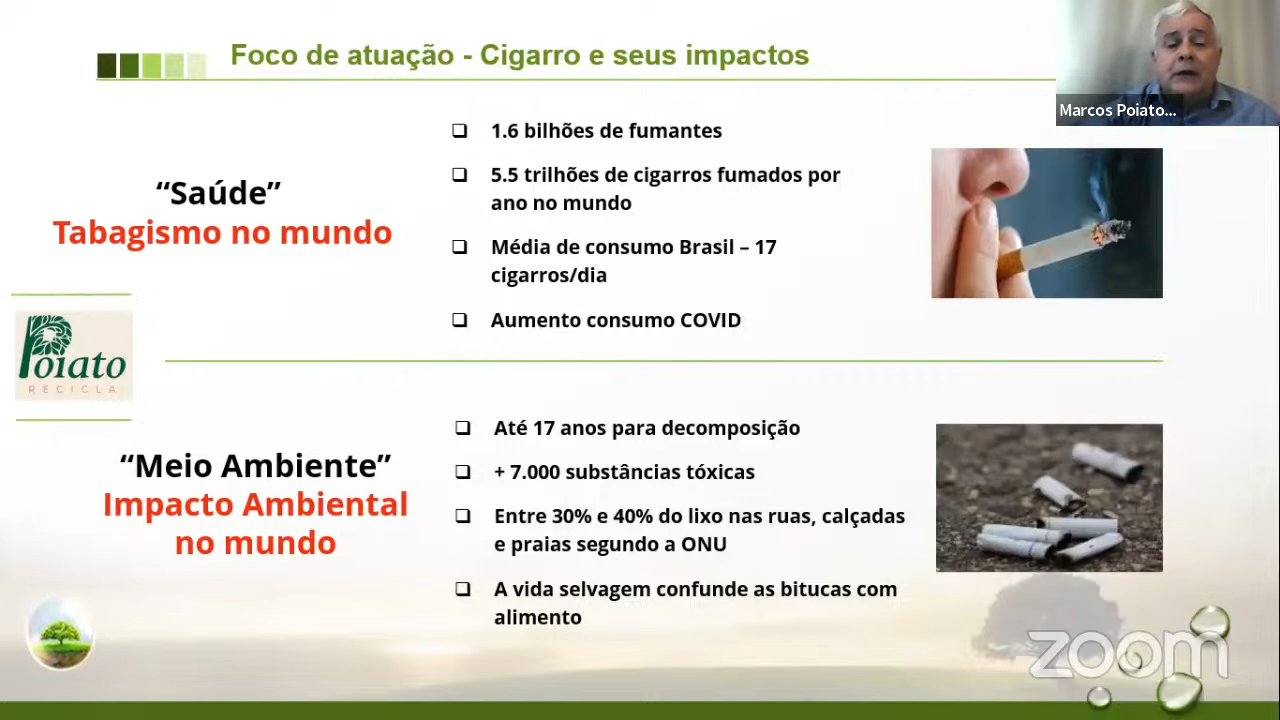 Foco de atuação - Cigarro e seus impactos
Marcos Poiato...
“Saúde”
Tabagismo no mundo
❑ 1.6 bilhões de fumantes
❑ 5.5 trilhões de cigarros fumados por
ano no mundo
❑ Média de consumo Brasil – 17
cigarros/dia
❑ Aumento consumo COVID
Poiato
RECICLA
“Meio Ambiente”
Impacto Ambiental
no mundo
❑ Até 17 anos para decomposição
❑ + 7.000 substâncias tóxicas
❑ Entre 30% e 40% do lixo nas ruas, calçadas
e praias segundo a ONU
❑ A vida selvagem confunde as bitucas com
alimento
zoom